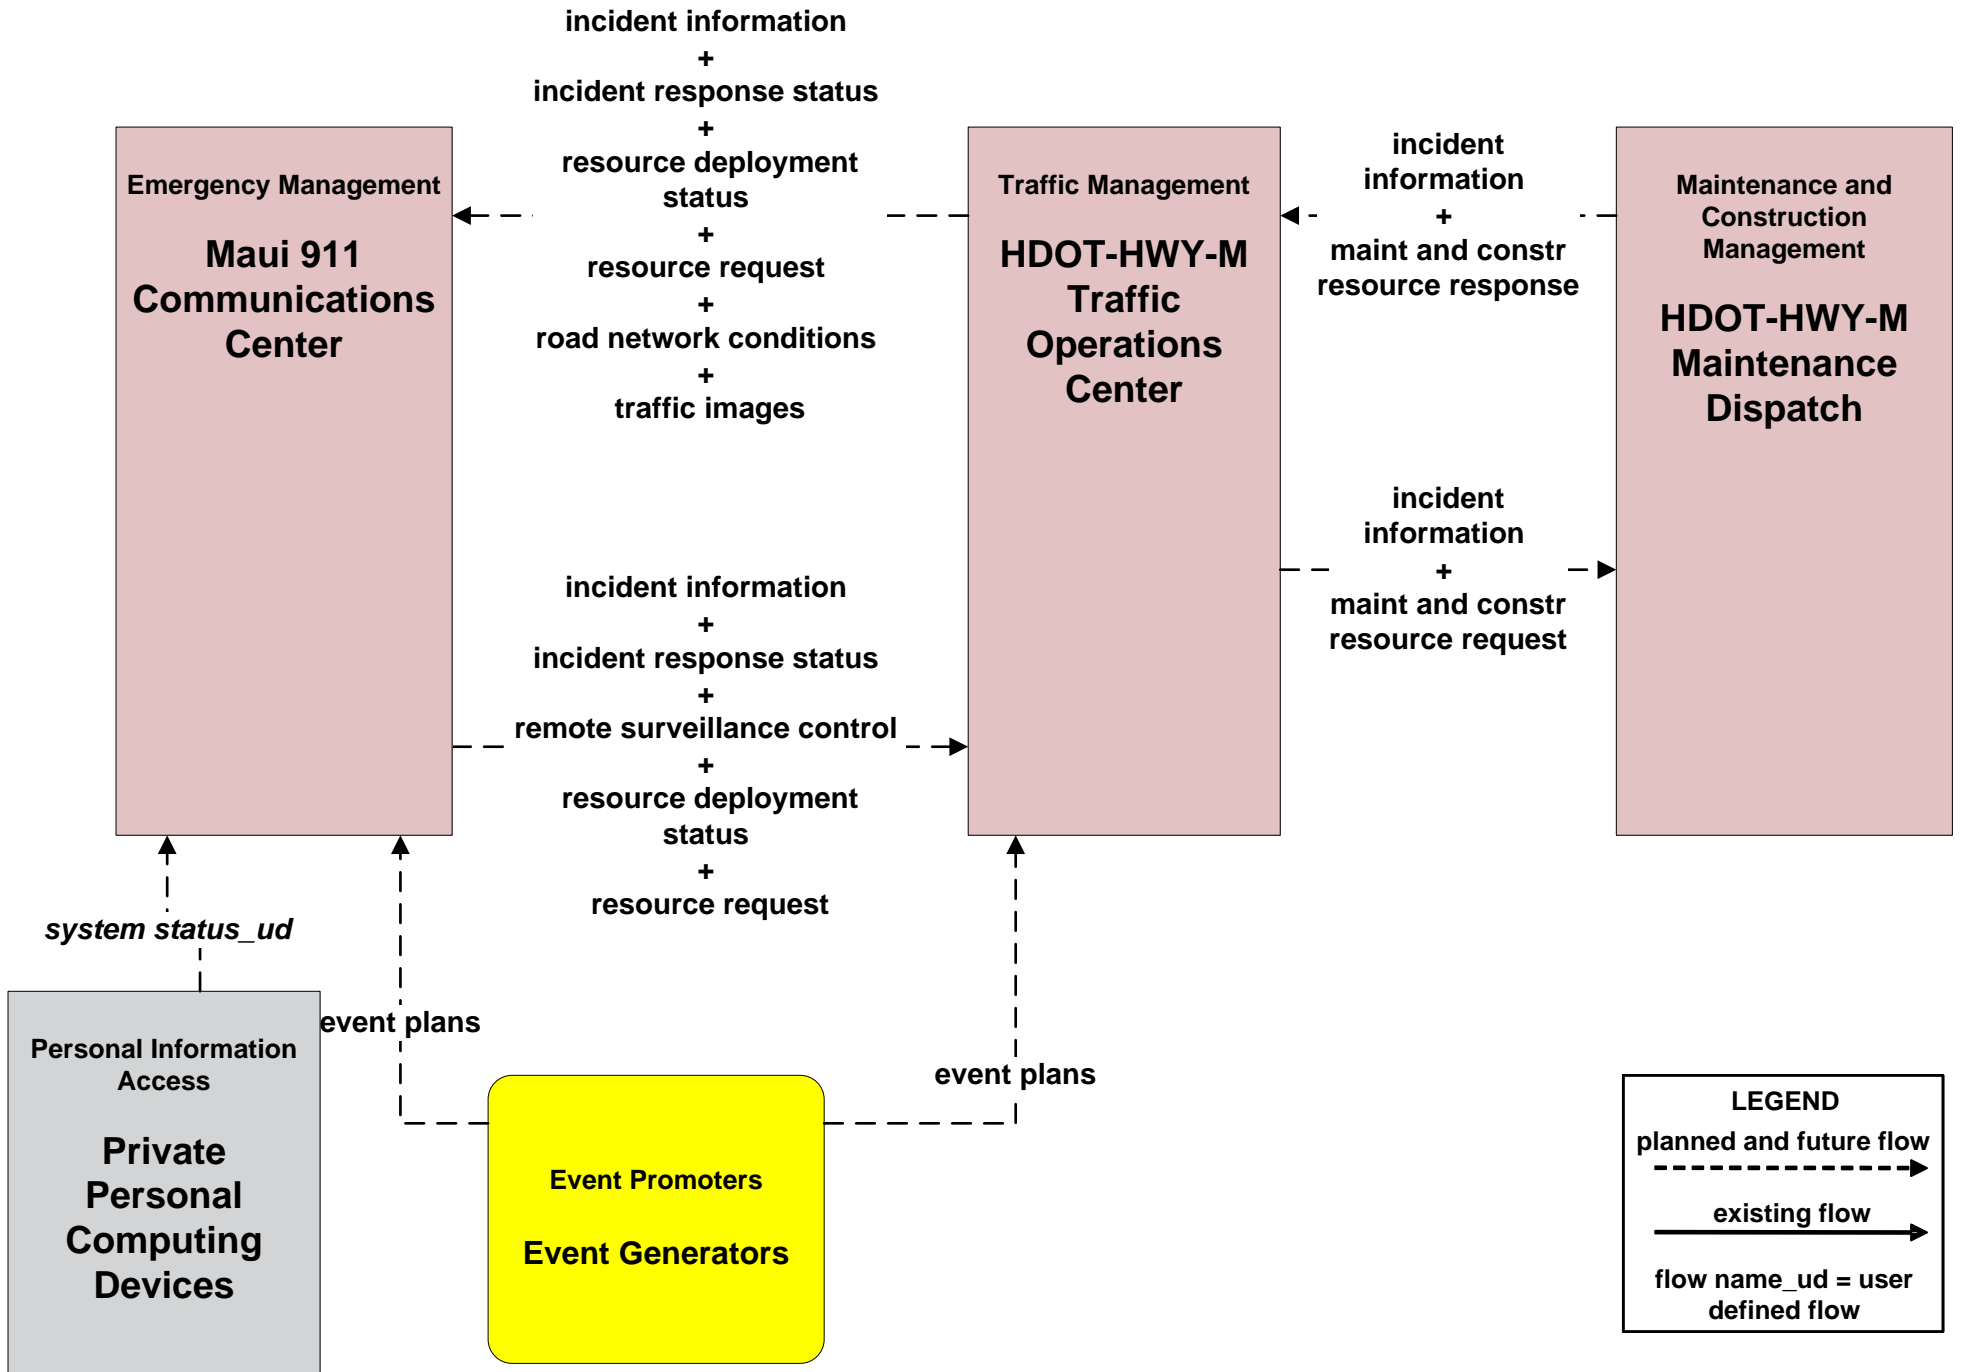 incident information
+
incident response status
+
resource deployment
status
+
resource request
+
road network conditions
+
traffic images
Emergency Management
Maui 911
Communications
Center
Traffic Management
HDOT-HWY-M
Traffic
Operations
Center
incident
information
+
maint and constr
resource response
Maintenance and
Construction
Management
HDOT-HWY-M
Maintenance
Dispatch
incident
information
+
maint and constr
resource request
incident information
+
incident response status
+
remote surveillance control
+
resource deployment
status
+
resource request
system status_ud
event plans
event plans
Personal Information
Access
Private
Personal
Computing
Devices
Event Promoters
Event Generators
LEGEND
planned and future flow
existing flow
flow name_ud = user
defined flow